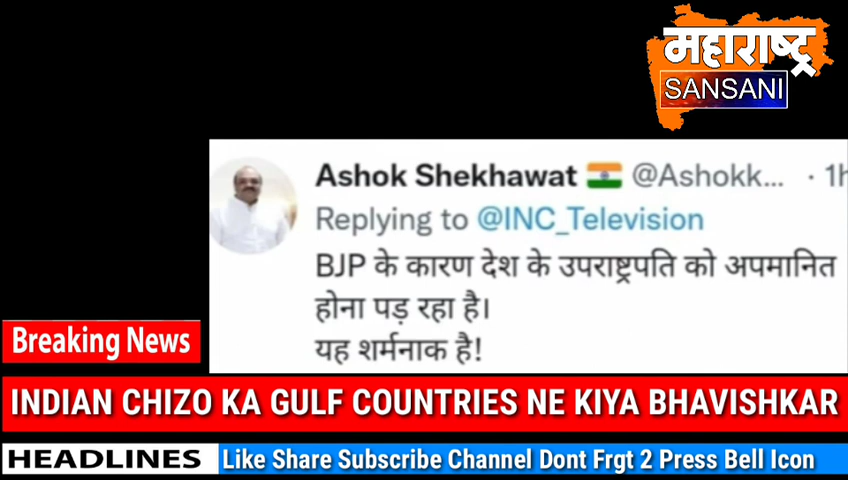 महाराष्ट्र
SANSANI
Ashok Shekhawat @Ashokk... · 1h
Replying to @INC_Television
BJP के कारण देश के उपराष्ट्रपति को अपमानित
होना पड़ रहा है।
यह शर्मनाक है!
Breaking News
INDIAN CHIZO KA GULF COUNTRIES NE KIYA BHAVISHKAR
HEADLINES Like Share Subscribe Channel Dont Frgt 2 Press Bell Icon